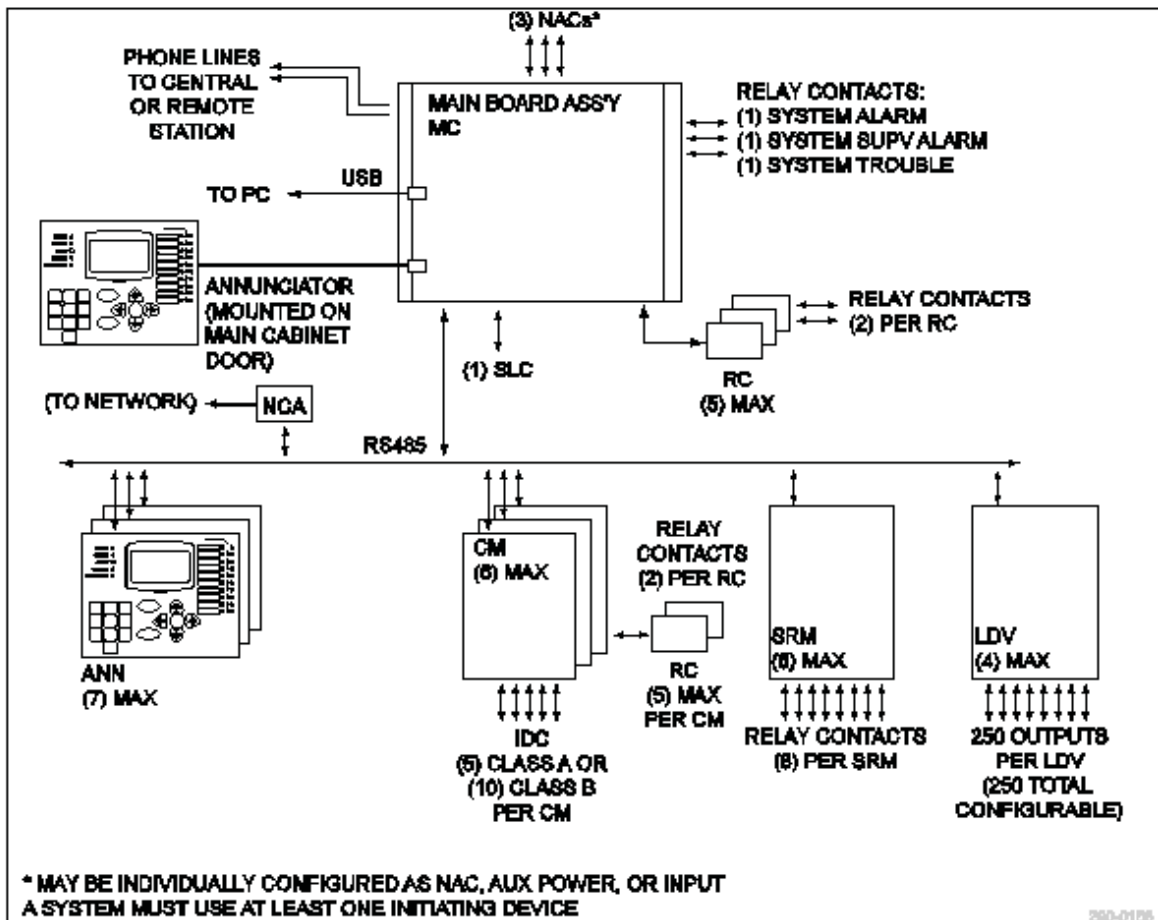 (3) NACs*
PHONE LINES
TO CENTRAL
OR REMOTE
STATION
MAIN BOARD ASS'Y
MC
RELAY CONTACTS:
(1) SYSTEM ALARM
(1) SYSTEM SUPV ALARM
(1) SYSTEM TROUBLE
USB
TO PC
ANNUNCIATOR
(MOUNTED ON
MAIN CABINET
DOOR)
RELAY CONTACTS
(2) PER RC
(1) SLC
RC
(5) MAX
(TO NETWORK)
NCA
RS485
ANN
(7) MAX
CM
(6) MAX
RELAY
CONTACTS
(2) PER RC
RC
(5) MAX
PER CM
IDC
(5) CLASS A OR
(10) CLASS B
PER CM
SRM
MAX
RELAY CONTACTS
(8) PER SRM
LDV
(4) MAX
250 OUTPUTS
PER LDV
(250 TOTAL
CONFIGURABLE)
* MAY BE INDIVIDUALLY CONFIGURED AS NAC, AUX POWER, OR INPUT
A SYSTEM MUST USE AT LEAST ONE INITIATING DEVICE